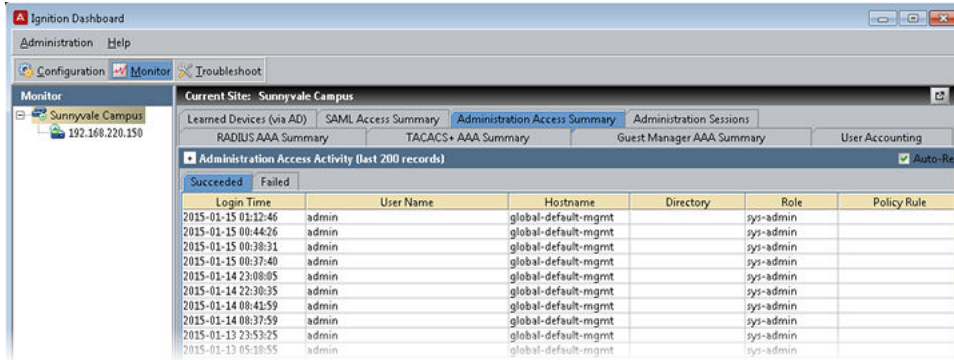 Ignition Dashboard
Administration Help
Configuration Monitor Troubleshoot
Monitor
Sunnyvale Campus
192.168.220.150
Current Site: Sunnyvale Campus
Learned Devices (via AD) SAML Access Summary Administration Access Summary Administration Sessions
RADIUS AAA Summary TACACS+ AAA Summary Guest Manager AAA Summary User Accounting
Administration Access Activity (last 200 records) Auto-Re
Succeeded Failed
Login Time User Name Hostname Directory Role Policy Rule
2015-01-15 01:12:46 admin global-default-mgmt sys-admin
2015-01-15 00:44:26 admin global-default-mgmt sys-admin
2015-01-15 00:38:31 admin global-default-mgmt sys-admin
2015-01-15 00:37:40 admin global-default-mgmt sys-admin
2015-01-14 23:08:05 admin global-default-mgmt sys-admin
2015-01-14 22:30:35 admin global-default-mgmt sys-admin
2015-01-14 08:41:59 admin global-default-mgmt sys-admin
2015-01-14 08:37:59 admin global-default-mgmt sys-admin
2015-01-13 23:53:25 admin global-default-mgmt sys-admin
2015-01-13 05:18:55 admin global-default-mgmt sys-admin